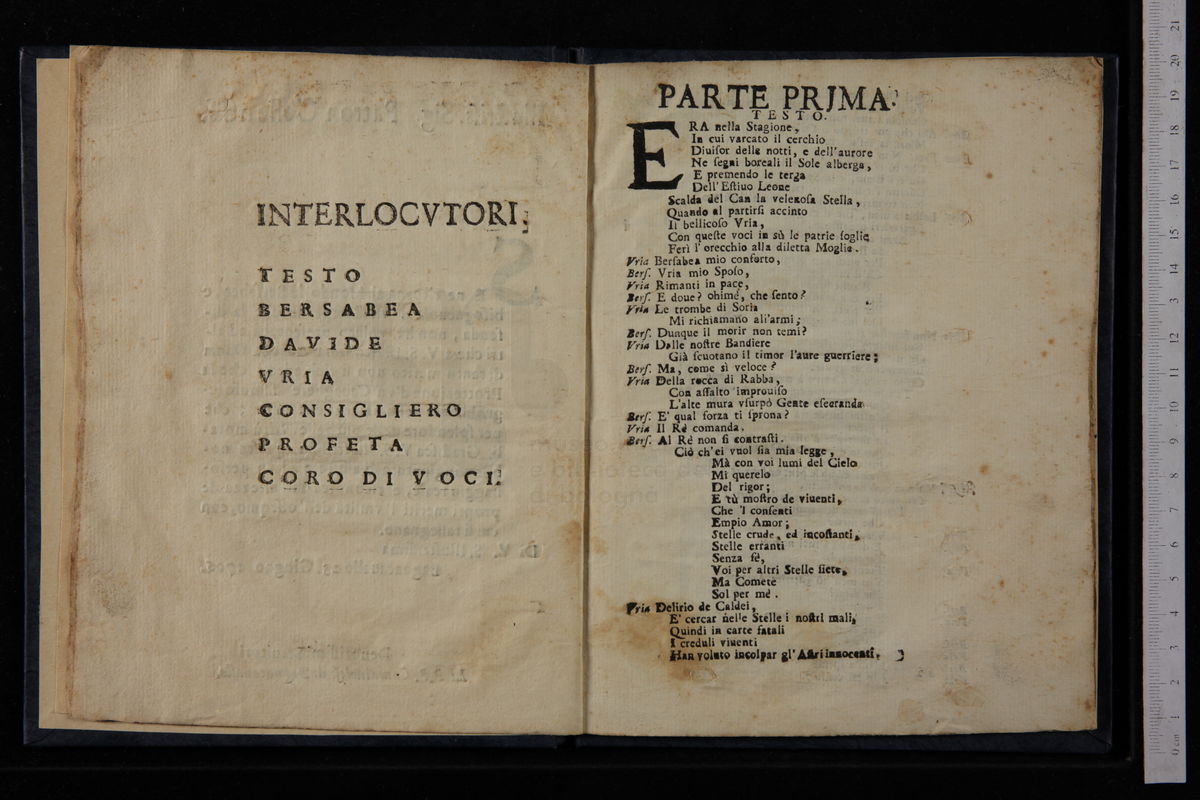 INTERLOCVTORI.
TESTO
BERSABEA
DAVIDE
VRIA
CONSIGLIERO
PROFETA
CORO DI VOCI.
PARTE PRIMA.
TESTO.
ERA nella Stagione,
In cui varcato il cerchio
Diuiſor delle notti, e dell'aurore
Ne ſegni boreali il Sole alberga,
E premendo le terga
Dell'Eſtiuo Leone
Scalda del Can la velenoſa Stella,
Quando al partirſi accinto
Il bellicoſo Vria,
Con queſte voci in sù le patrie ſoglie
Ferì l'orecchio alla diletta Moglie.
Vria Berſabea mio conforto,
Berſ. Vria mio Spoſo,
Vria Rimanti in pace,
Berſ. E doue? ohimè, che ſento?
Vria Le trombe di Soria
Mi richiamano all'armi;
Berſ. Dunque il morir non temi?
Vria Dalle noſtre Bandiere
Già ſcuotano il timor l'aure guerriere;
Berſ. Ma, come sì veloce?
Vria Della rocca di Rabba,
Con aſſalto improuiſo
L'alte mura vſurpò Gente eſecranda
Berſ. E' qual forza ti ſprona?
Vria Il Rè comanda.
Berſ. Al Rè non ſi contraſti.
Ciò ch'ei vuol ſia mia legge,
Mà con voi lumi del Cielo
Mi querelo
Del rigor;
E tù moſtro de viuenti,
Che 'l conſenti
Empio Amor;
Stelle crude, ed incoſtanti,
Stelle erranti
Senza fè,
Voi per altri Stelle ſiete,
Ma Comete
Sol per mè.
Vria Delirio de Caldei,
E' cercar nelle Stelle i noſtri mali,
Quindi in carte fatali
I creduli viuenti
Han voluto incolpar gl' Aſtri innocenti.